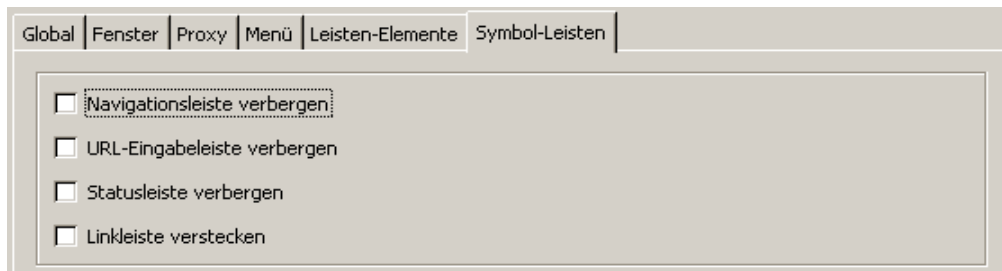 Global Fenster Proxy Menü Leisten-Elemente Symbol-Leisten
Navigationsleiste verbergen
URL-Eingabeleiste verbergen
Statusleiste verbergen
Linkleiste verstecken